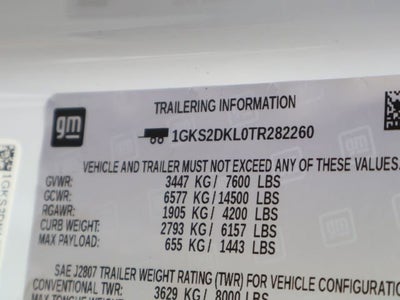 gm
TRAILERING INFORMATION
1GKS2DKL0TR282260
VEHICLE AND TRAILER MUST NOT EXCEED ANY OF THESE VALUES.
GVWR: 3447 KG/ 7600 LBS
GCWR: 6577 KG/ 14500 LBS
RGAWR: 1905 KG/ 4200 LBS
CURB WEIGHT: 2793 KG/ 6157 LBS
MAX PAYLOAD: 655 KG/ 1443 LBS
SAE J2807 TRAILER WEIGHT RATING (TWR) FOR VEHICLE CONFIGURATION
CONVENTIONAL TWR: 3629 KG/ 8000 LBS